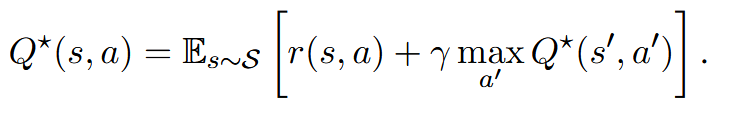 Q*(s, a) = 𝔼_{s∼𝒮} [ r(s, a) + γ max_{a′} Q*(s′, a′) ] .